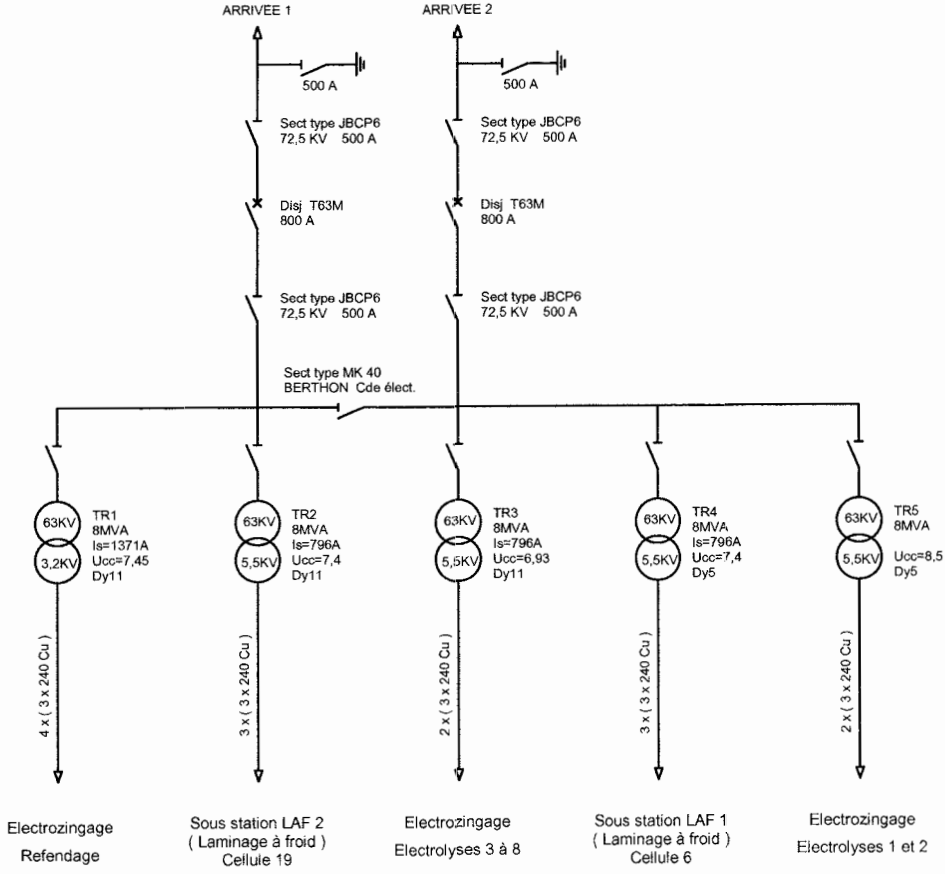 ARRIVEE 1
ARRIVEE 2
500 A
500 A
Sect type JBCP6
72,5 KV 500 A
Sect type JBCP6
72,5 KV 500 A
Disj T63M
800 A
Disj T63M
800 A
Sect type JBCP6
72,5 KV 500 A
Sect type JBCP6
72,5 KV 500 A
Sect type MK 40
BERTHON Cde élect.
63KV
3,2KV
TR1
8MVA
Is=1371A
Ucc=7,45
Dy11
63KV
5,5KV
TR2
8MVA
Is=796A
Ucc=7,4
Dy11
63KV
5,5KV
TR3
8MVA
Is=796A
Ucc=6,93
Dy11
63KV
5,5KV
TR4
8MVA
Is=796A
Ucc=7,4
Dy5
63KV
5,5KV
TR5
8MVA
Ucc=8,5
Dy5
4 x ( 3 x 240 Cu )
3 x ( 3 x 240 Cu )
2 x ( 3 x 240 Cu )
3 x ( 3 x 240 Cu )
2 x ( 3 x 240 Cu )
Electrozingage
Refendage
Sous station LAF 2
( Laminage à froid )
Cellule 19
Electrozingage
Electrolyses 3 à 8
Sous station LAF 1
( Laminage à froid )
Cellule 6
Electrozingage
Electrolyses 1 et 2